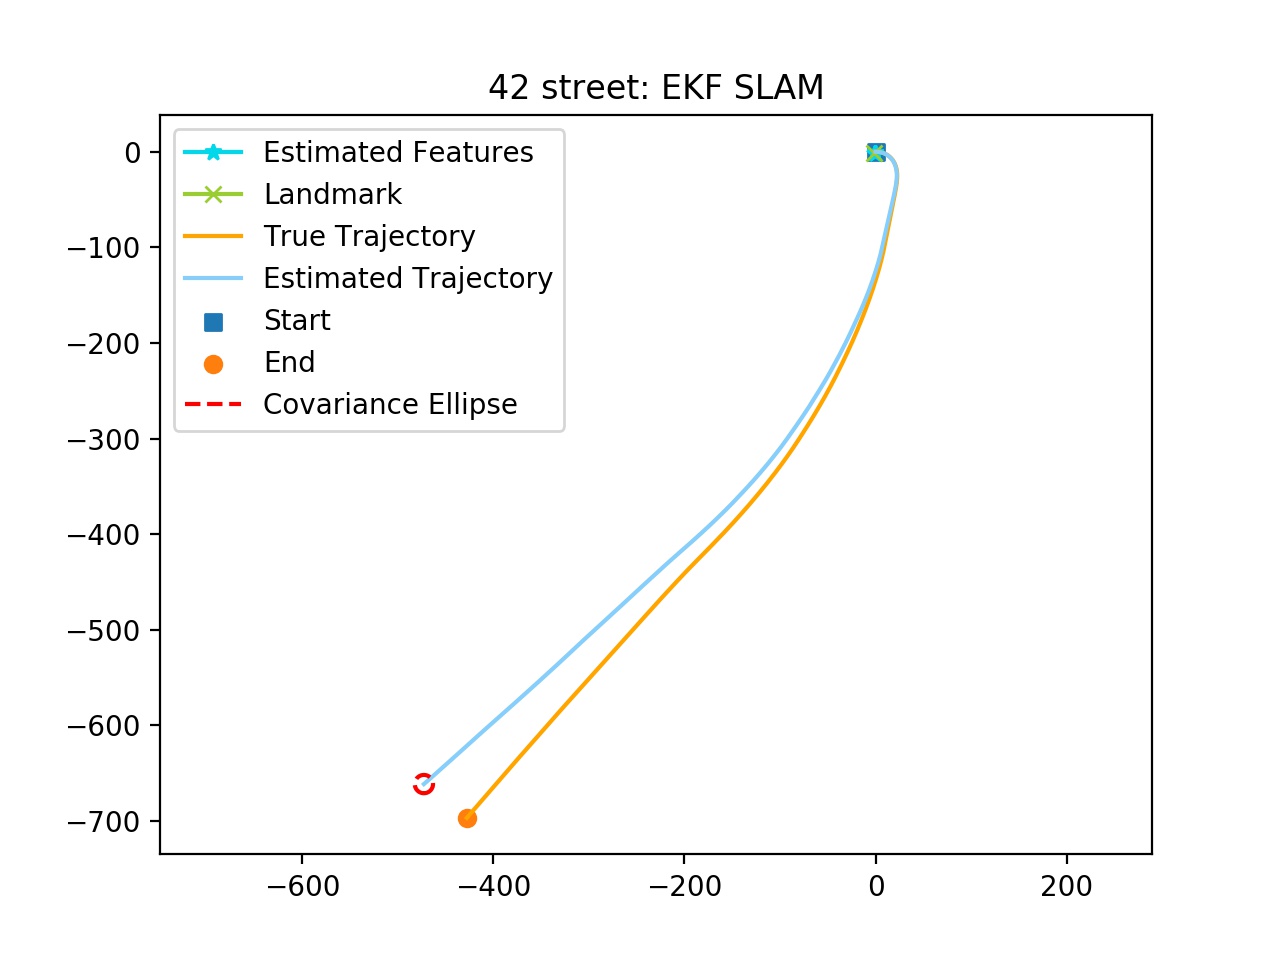 42 street: EKF SLAM
Estimated Features
Landmark
True Trajectory
Estimated Trajectory
Start
End
Covariance Ellipse
0
−100
−200
−300
−400
−500
−600
−700
−600 −400 −200 0 200